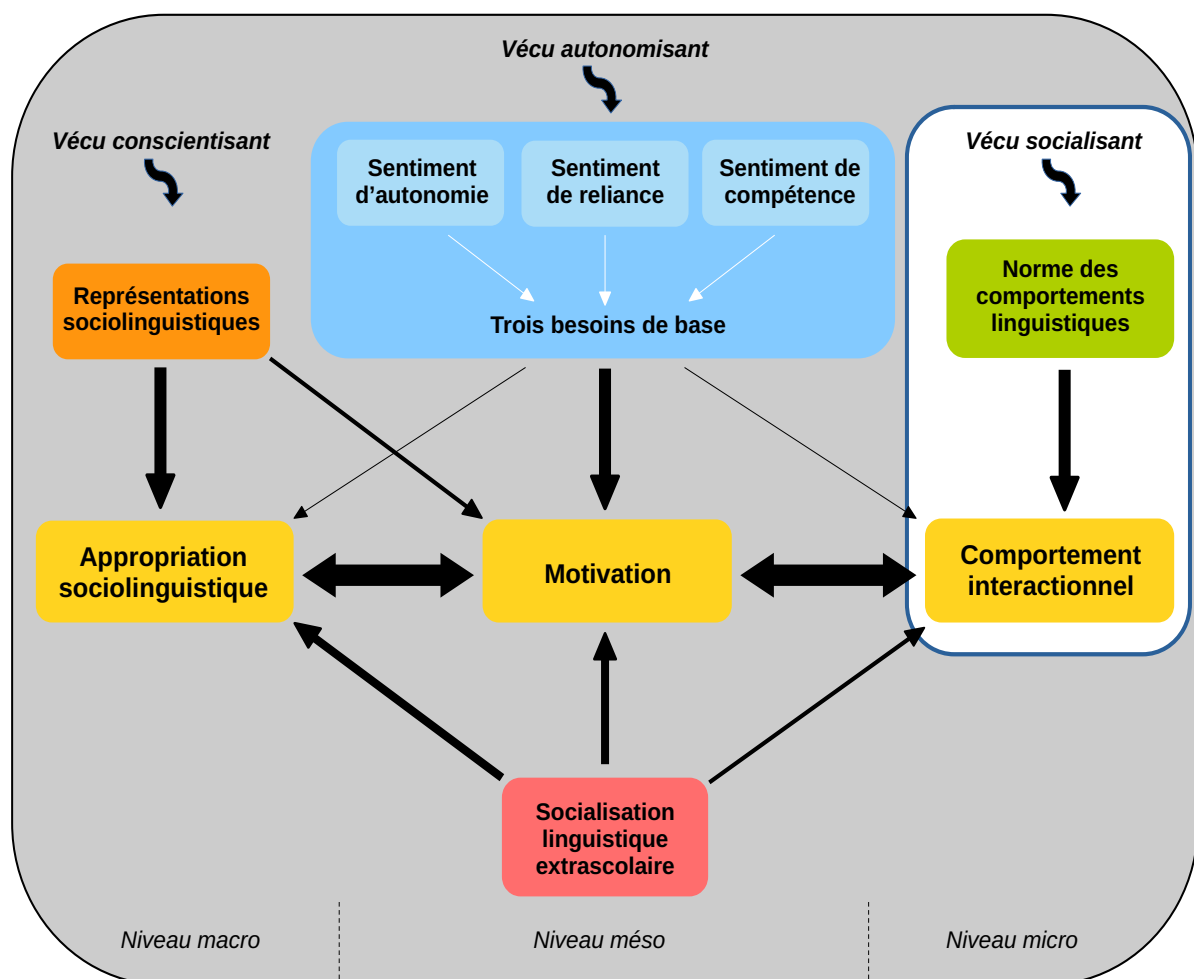 Vécu autonomisant
Vécu conscientisant
Vécu socialisant
Sentiment
d’autonomie
Sentiment
de reliance
Sentiment de
compétence
Trois besoins de base
Représentations
sociolinguistiques
Norme des
comportements
linguistiques
Appropriation
sociolinguistique
Motivation
Comportement
interactionnel
Socialisation
linguistique
extrascolaire
Niveau macro
Niveau méso
Niveau micro